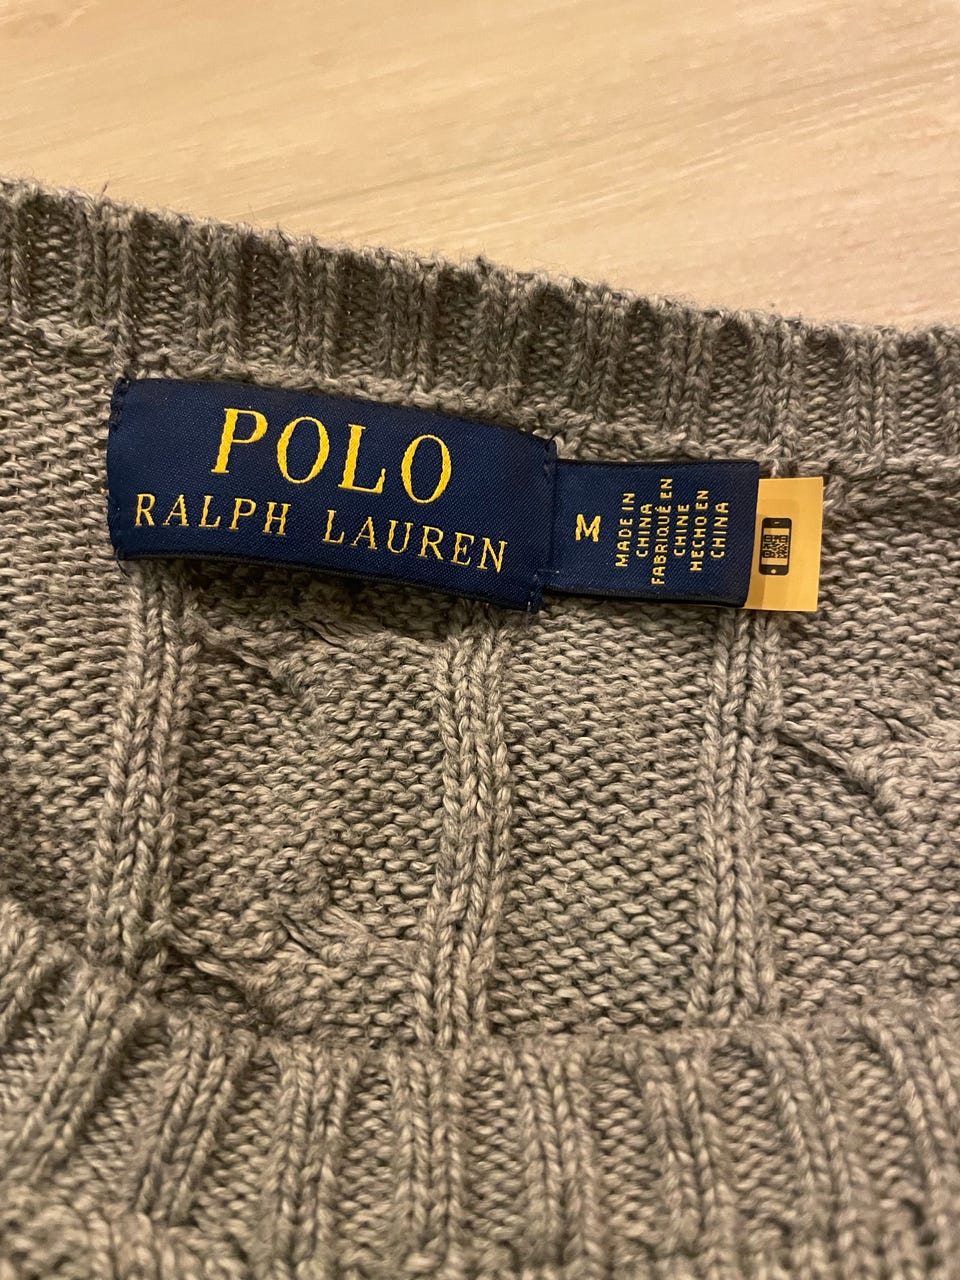 POLO
RALPH LAUREN
M
MADE IN
CHINA
FABRIQUÉ EN
CHINE
HECHO EN
CHINA